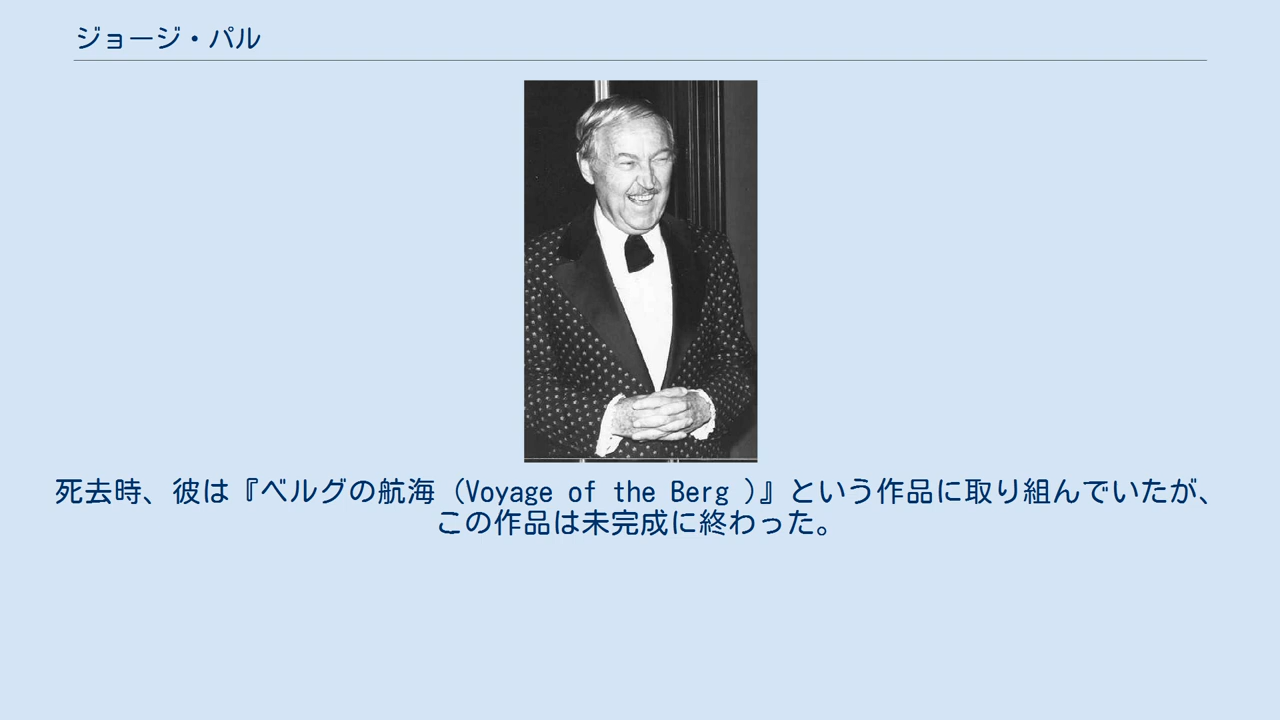 ジョージ・パル
死去時、彼は『ベルグの航海（Voyage of the Berg )』という作品に取り組んでいたが、
この作品は未完成に終わった。